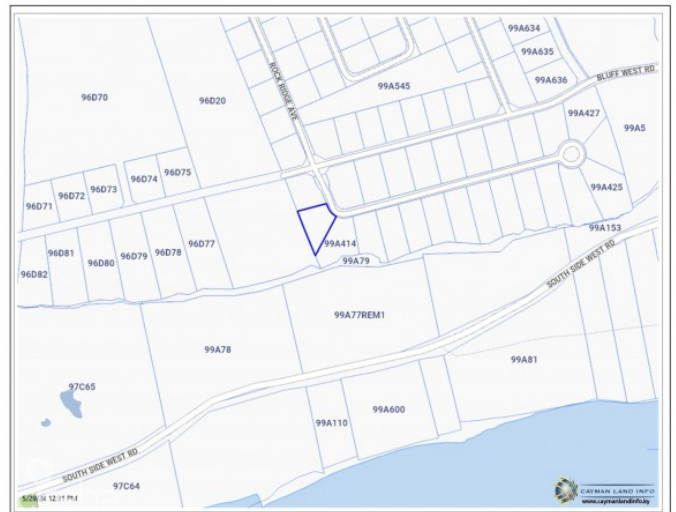 99A634
99A635
99A636
ROCK RIDGE AVE
BLUFF WEST RD
96D70
96D20
99A545
99A427
99A5
96D74
96D75
96D73
96D72
96D71
99A425
99A153
99A414
99A79
96D77
96D78
96D79
96D80
96D81
96D82
SOUTH SIDE WEST RD
99A77REM1
99A78
99A81
97C65
99A600
99A110
SOUTH SIDE WEST RD
97C64
CAYMAN LAND INFO
www.caymanlandinfo.ky